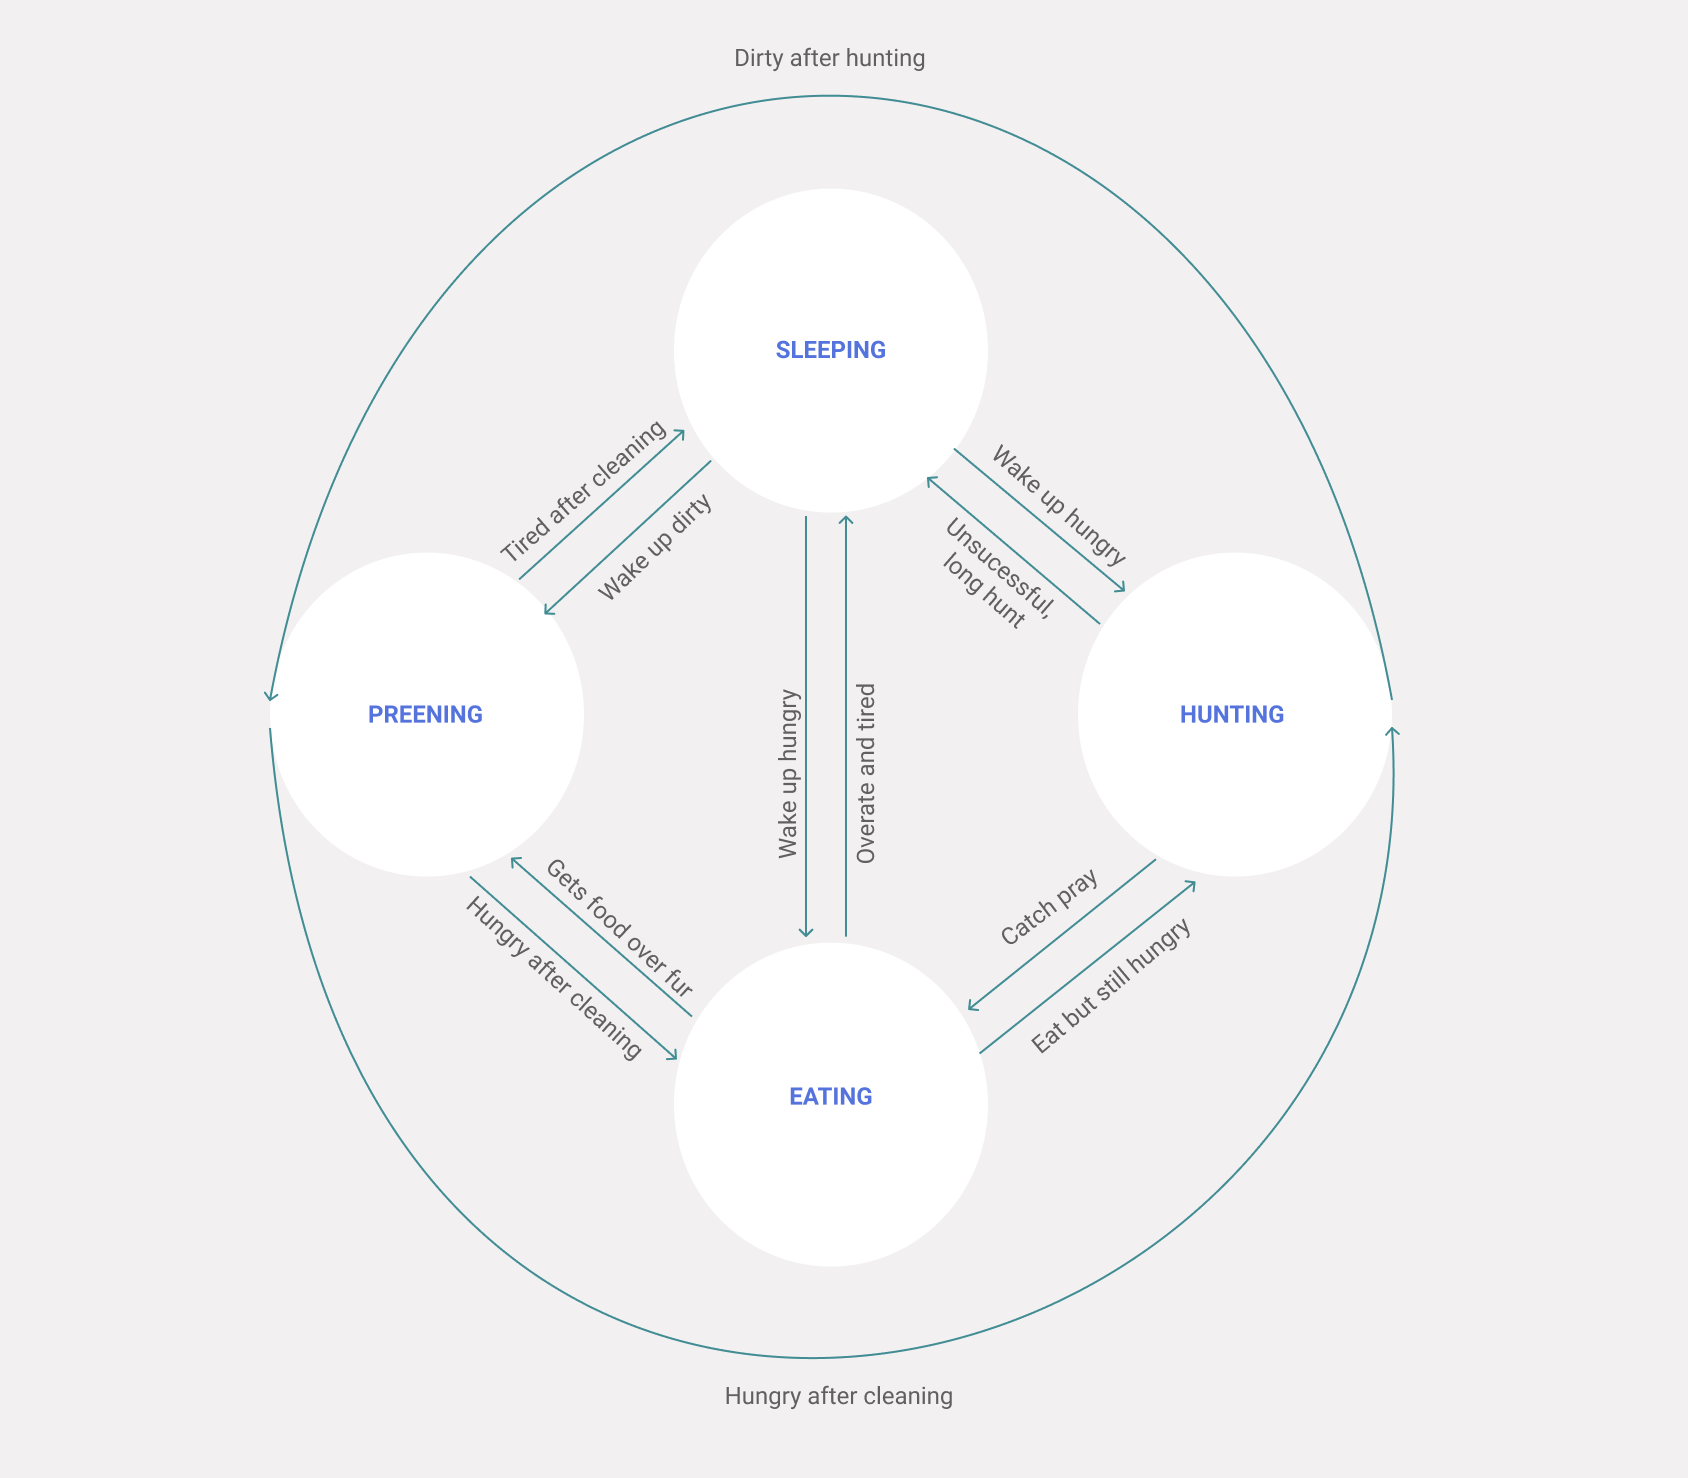 Dirty after hunting
SLEEPING
Tired after cleaning
Wake up dirty
Wake up hungry
Unsucessful,
long hunt
PREENING
HUNTING
Wake up hungry
Overate and tired
Gets food over fur
Hungry after cleaning
Catch pray
Eat but still hungry
EATING
Hungry after cleaning